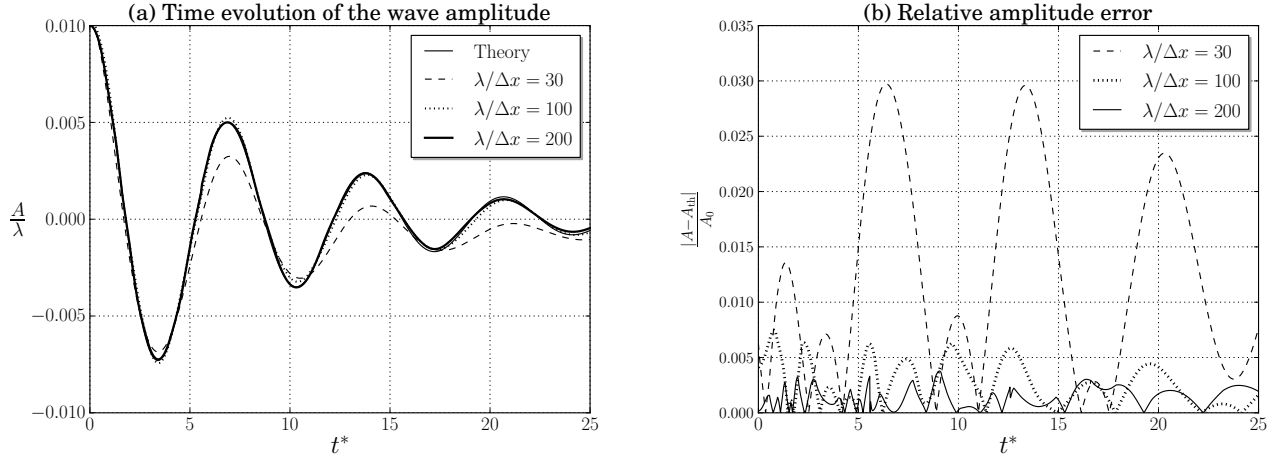 (a) Time evolution of the wave amplitude
0.010
0.005
0.000
−0.005
−0.010
A/λ
0 5 10 15 20 25
t*
Theory
λ/Δx = 30
λ/Δx = 100
λ/Δx = 200
(b) Relative amplitude error
0.035
0.030
0.025
0.020
0.015
0.010
0.005
0.000
|A−A_th|/A_0
0 5 10 15 20 25
t*
λ/Δx = 30
λ/Δx = 100
λ/Δx = 200